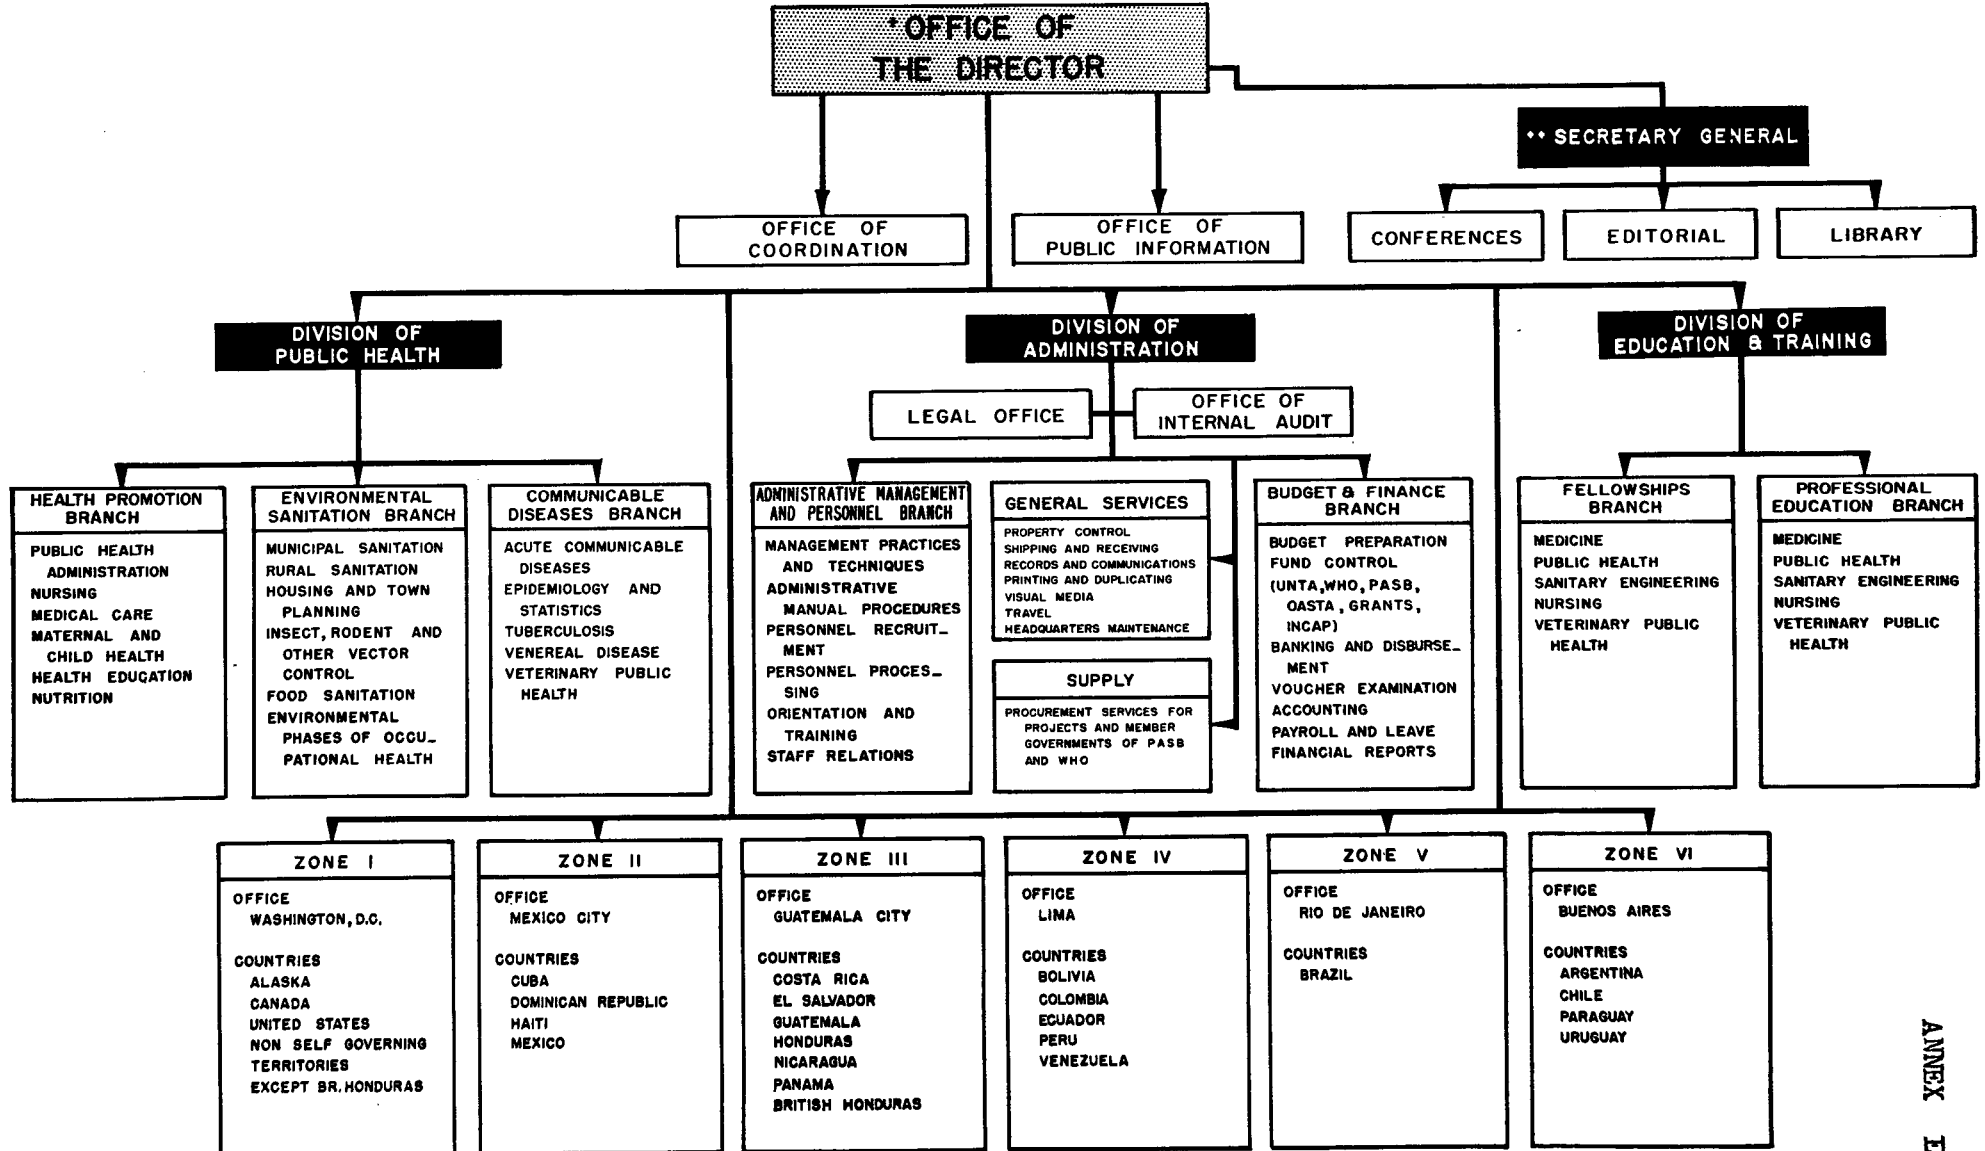 * OFFICE OF
THE DIRECTOR
** SECRETARY GENERAL
OFFICE OF
COORDINATION
OFFICE OF
PUBLIC INFORMATION
CONFERENCES
EDITORIAL
LIBRARY
DIVISION OF
PUBLIC HEALTH
DIVISION OF
ADMINISTRATION
DIVISION OF
EDUCATION & TRAINING
LEGAL OFFICE
OFFICE OF
INTERNAL AUDIT
HEALTH PROMOTION
BRANCH
PUBLIC HEALTH
ADMINISTRATION
NURSING
MEDICAL CARE
MATERNAL AND
CHILD HEALTH
HEALTH EDUCATION
NUTRITION
ENVIRONMENTAL
SANITATION BRANCH
MUNICIPAL SANITATION
RURAL SANITATION
HOUSING AND TOWN
PLANNING
INSECT, RODENT AND
OTHER VECTOR
CONTROL
FOOD SANITATION
ENVIRONMENTAL
PHASES OF OCCU_
PATIONAL HEALTH
COMMUNICABLE
DISEASES BRANCH
ACUTE COMMUNICABLE
DISEASES
EPIDEMIOLOGY AND
STATISTICS
TUBERCULOSIS
VENEREAL DISEASE
VETERINARY PUBLIC
HEALTH
ADMINISTRATIVE MANAGEMENT
AND PERSONNEL BRANCH
MANAGEMENT PRACTICES
AND TECHNIQUES
ADMINISTRATIVE
MANUAL PROCEDURES
PERSONNEL RECRUIT_
MENT
PERSONNEL PROCES_
SING
ORIENTATION AND
TRAINING
STAFF RELATIONS
GENERAL SERVICES
PROPERTY CONTROL
SHIPPING AND RECEIVING
RECORDS AND COMMUNICATIONS
PRINTING AND DUPLICATING
VISUAL MEDIA
TRAVEL
HEADQUARTERS MAINTENANCE
SUPPLY
PROCUREMENT SERVICES FOR
PROJECTS AND MEMBER
GOVERNMENTS OF PASB
AND WHO
BUDGET & FINANCE
BRANCH
BUDGET PREPARATION
FUND CONTROL
(UNTA, WHO, PASB,
OASTA, GRANTS,
INCAP)
BANKING AND DISBURSE_
MENT
VOUCHER EXAMINATION
ACCOUNTING
PAYROLL AND LEAVE
FINANCIAL REPORTS
FELLOWSHIPS
BRANCH
MEDICINE
PUBLIC HEALTH
SANITARY ENGINEERING
NURSING
VETERINARY PUBLIC
HEALTH
PROFESSIONAL
EDUCATION BRANCH
MEDICINE
PUBLIC HEALTH
SANITARY ENGINEERING
NURSING
VETERINARY PUBLIC
HEALTH
ZONE I
OFFICE
WASHINGTON, D.C.
COUNTRIES
ALASKA
CANADA
UNITED STATES
NON SELF GOVERNING
TERRITORIES
EXCEPT BR. HONDURAS
ZONE II
OFFICE
MEXICO CITY
COUNTRIES
CUBA
DOMINICAN REPUBLIC
HAITI
MEXICO
ZONE III
OFFICE
GUATEMALA CITY
COUNTRIES
COSTA RICA
EL SALVADOR
GUATEMALA
HONDURAS
NICARAGUA
PANAMA
BRITISH HONDURAS
ZONE IV
OFFICE
LIMA
COUNTRIES
BOLIVIA
COLOMBIA
ECUADOR
PERU
VENEZUELA
ZONE V
OFFICE
RIO DE JANEIRO
COUNTRIES
BRAZIL
ZONE VI
OFFICE
BUENOS AIRES
COUNTRIES
ARGENTINA
CHILE
PARAGUAY
URUGUAY
ANNEX E